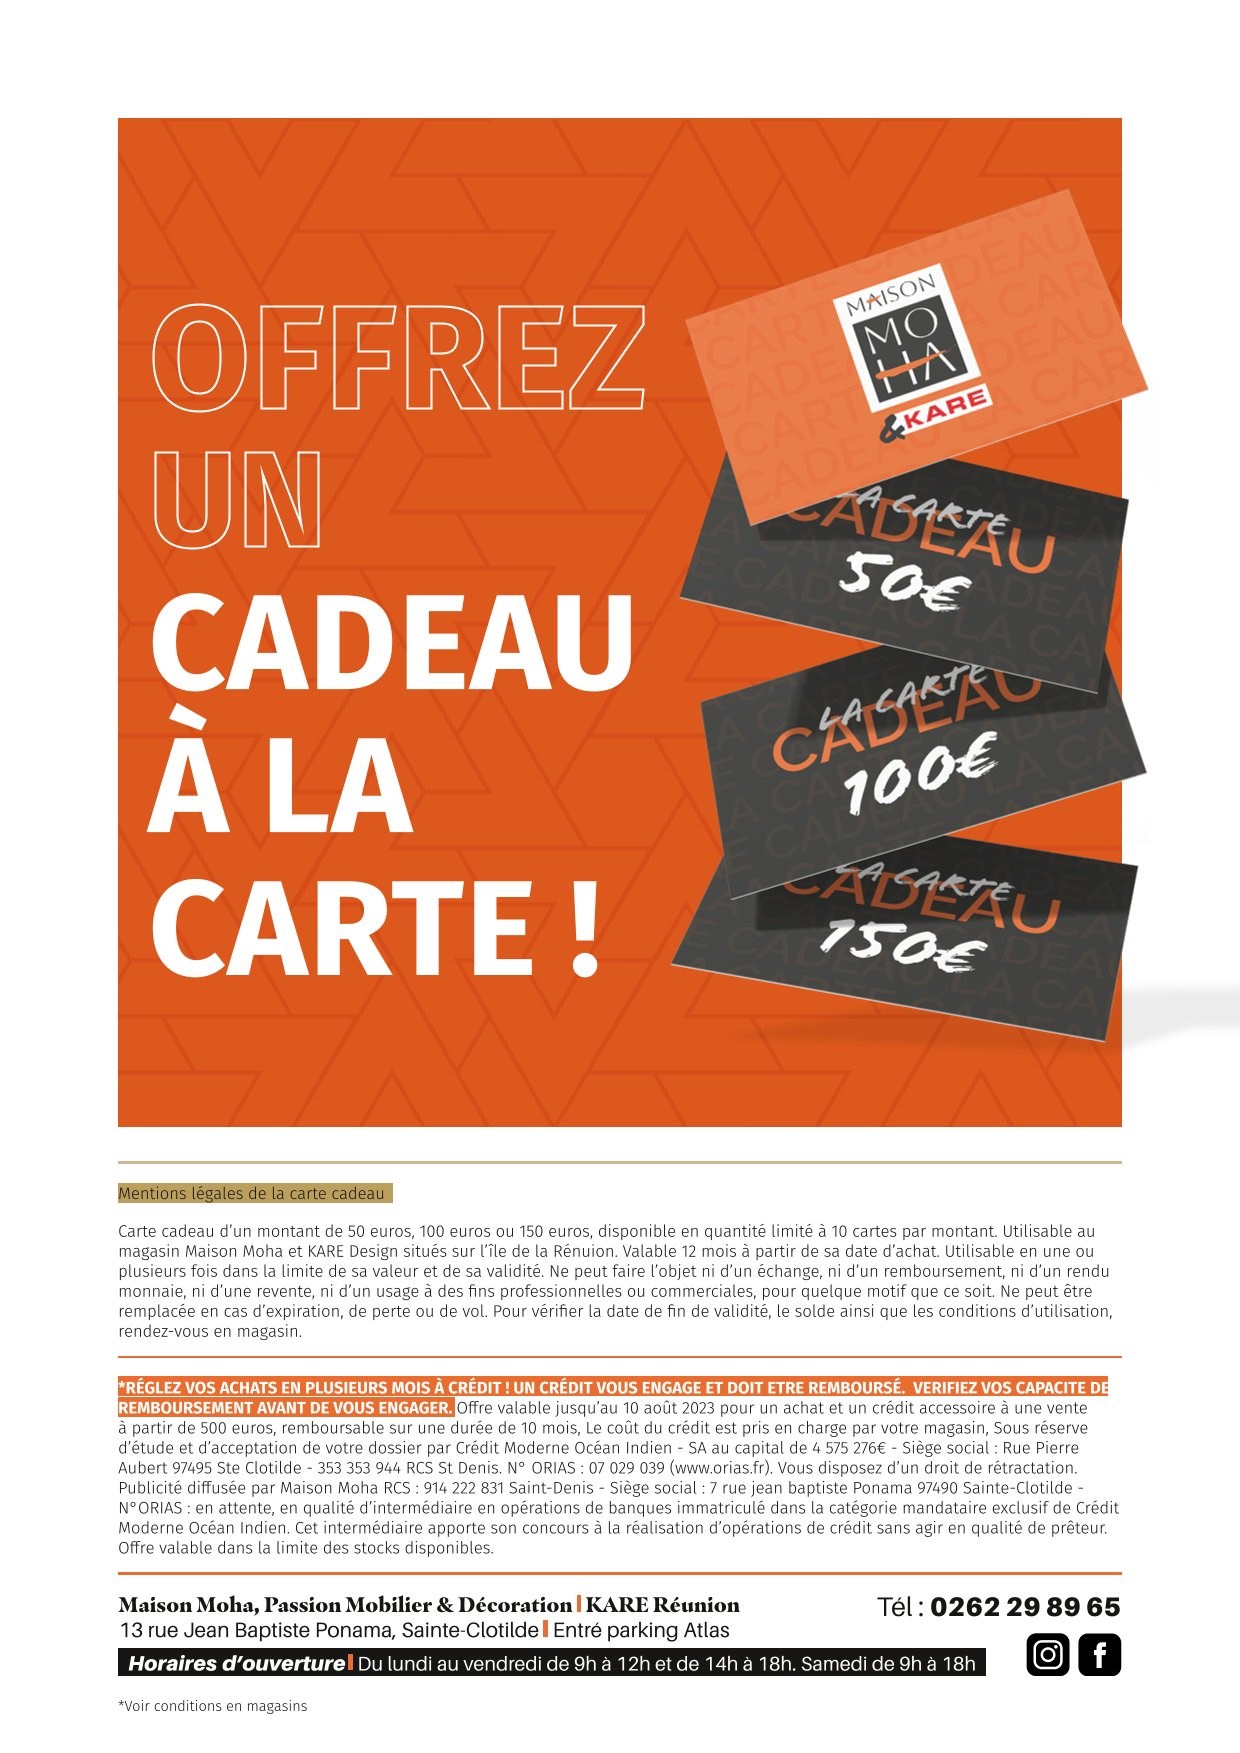 OFFREZ
UN
CADEAU
À LA
CARTE !
MAISON
MO
HA
&KARE
LA CARTE
CADEAU
50€
LA CARTE
CADEAU
100€
LA CARTE
CADEAU
150€
Mentions légales de la carte cadeau
Carte cadeau d’un montant de 50 euros, 100 euros ou 150 euros, disponible en quantité limité à 10 cartes par montant. Utilisable au
magasin Maison Moha et KARE Design situés sur l’île de la Rénuion. Valable 12 mois à partir de sa date d’achat. Utilisable en une ou
plusieurs fois dans la limite de sa valeur et de sa validité. Ne peut faire l’objet ni d’un échange, ni d’un remboursement, ni d’un rendu
monnaie, ni d’une revente, ni d’un usage à des fins professionnelles ou commerciales, pour quelque motif que ce soit. Ne peut être
remplacée en cas d’expiration, de perte ou de vol. Pour vérifier la date de fin de validité, le solde ainsi que les conditions d’utilisation,
rendez-vous en magasin.
*RÉGLEZ VOS ACHATS EN PLUSIEURS MOIS À CRÉDIT ! UN CRÉDIT VOUS ENGAGE ET DOIT ETRE REMBOURSÉ. VERIFIEZ VOS CAPACITE DE
REMBOURSEMENT AVANT DE VOUS ENGAGER. Offre valable jusqu’au 10 août 2023 pour un achat et un crédit accessoire à une vente
à partir de 500 euros, remboursable sur une durée de 10 mois, Le coût du crédit est pris en charge par votre magasin, Sous réserve
d’étude et d’acceptation de votre dossier par Crédit Moderne Océan Indien - SA au capital de 4 575 276€ - Siège social : Rue Pierre
Aubert 97495 Ste Clotilde - 353 353 944 RCS St Denis. N° ORIAS : 07 029 039 (www.orias.fr). Vous disposez d’un droit de rétractation.
Publicité diffusée par Maison Moha RCS : 914 222 831 Saint-Denis - Siège social : 7 rue jean baptiste Ponama 97490 Sainte-Clotilde -
N°ORIAS : en attente, en qualité d’intermédiaire en opérations de banques immatriculé dans la catégorie mandataire exclusif de Crédit
Moderne Océan Indien. Cet intermédiaire apporte son concours à la réalisation d’opérations de crédit sans agir en qualité de prêteur.
Offre valable dans la limite des stocks disponibles.
Maison Moha, Passion Mobilier & Décoration | KARE Réunion
13 rue Jean Baptiste Ponama, Sainte-Clotilde | Entré parking Atlas
Horaires d’ouverture | Du lundi au vendredi de 9h à 12h et de 14h à 18h. Samedi de 9h à 18h
Tél : 0262 29 89 65
*Voir conditions en magasins